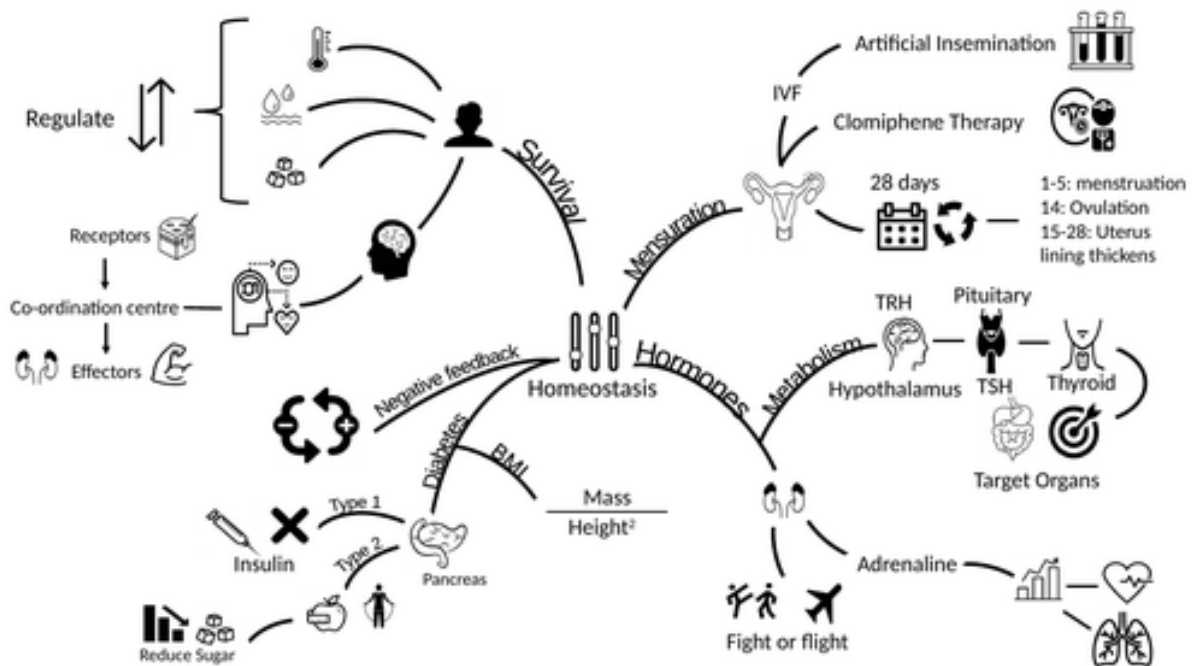 Artificial Insemination
IVF
Clomiphene Therapy
Regulate
Survival
Mensuration
28 days
1-5: menstruation
14: Ovulation
15-28: Uterus
lining thickens
Receptors
Co-ordination centre
Effectors
Homeostasis
Negative feedback
Hormones
Metabolism
TRH
Hypothalamus
Pituitary
TSH
Thyroid
Target Organs
Diabetes
BMI
Mass
Height²
Type 1
Insulin
Type 2
Pancreas
Reduce Sugar
Adrenaline
Fight or flight